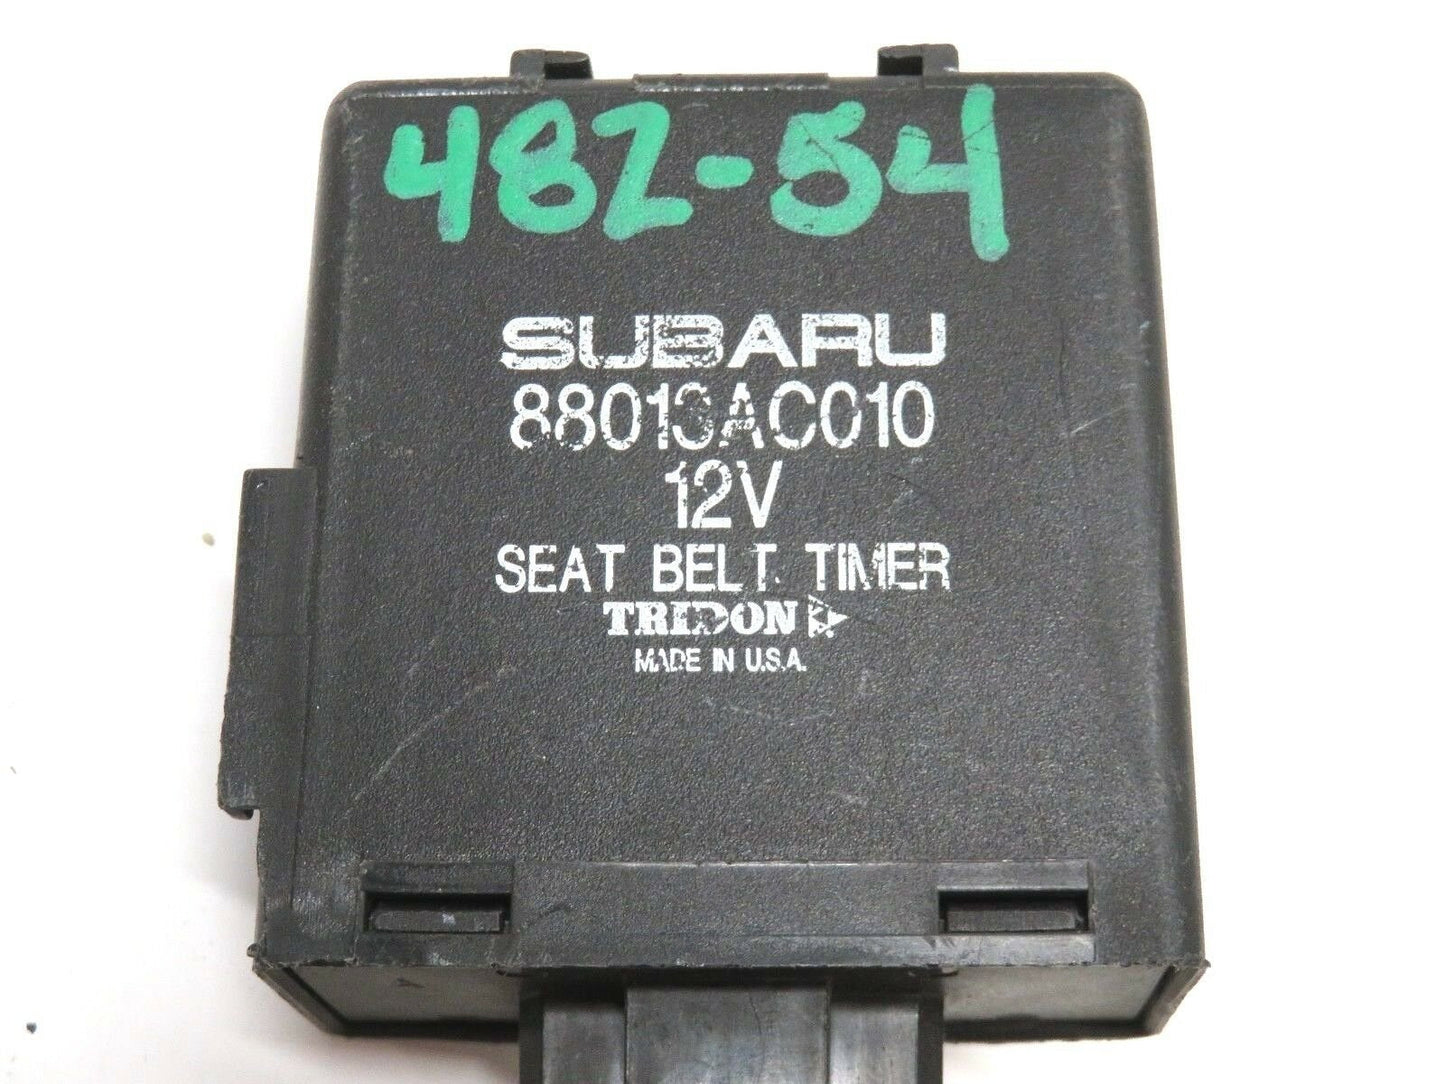 482-54
SUBARU
88013AC010
12V
SEAT BELT TIMER
TRIDON
MADE IN U.S.A.